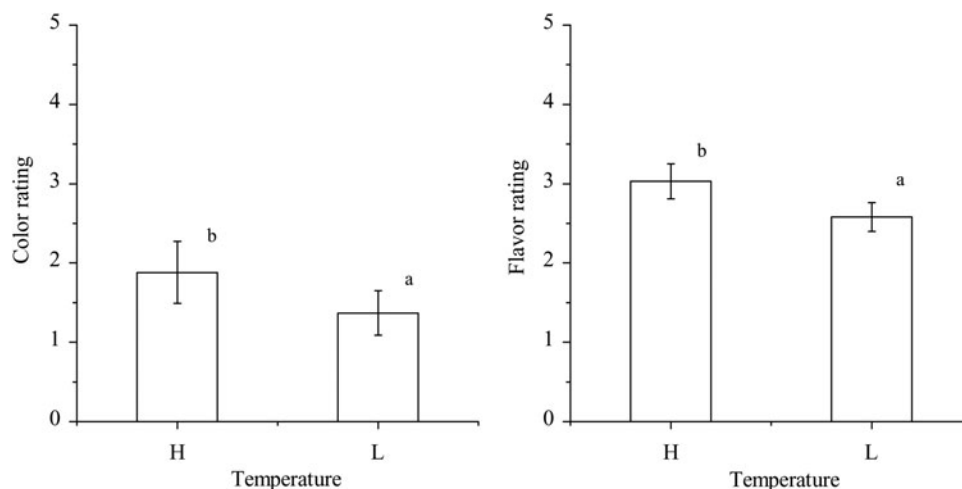 5
4
3
2
1
0
Color rating
b
a
H
L
Temperature
5
4
3
2
1
0
Flavor rating
b
a
H
L
Temperature